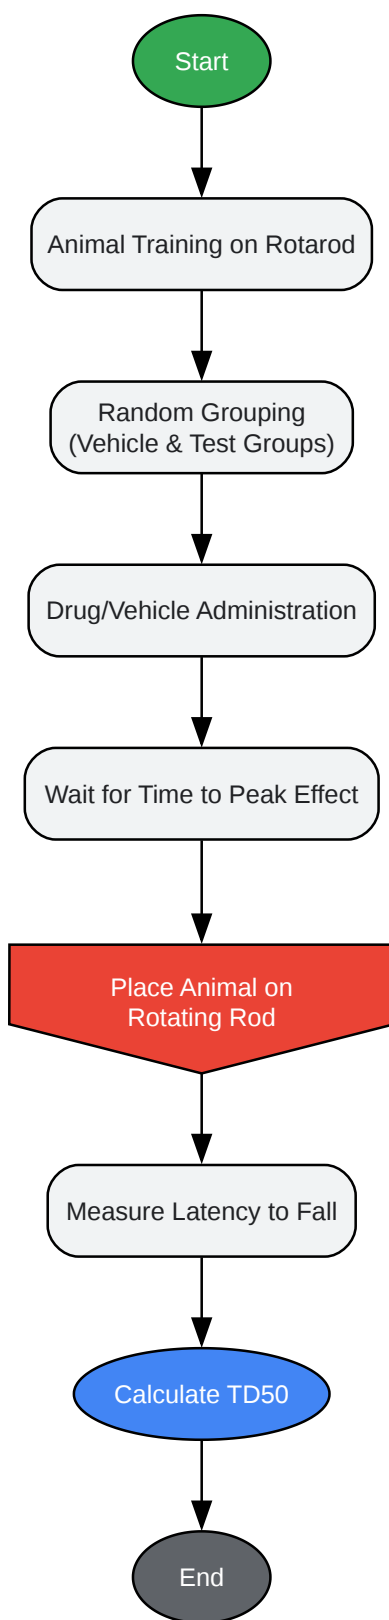 Start
Animal Training on Rotarod
Random Grouping
(Vehicle & Test Groups)
Drug/Vehicle Administration
Wait for Time to Peak Effect
Place Animal on
Rotating Rod
Measure Latency to Fall
Calculate TD50
End